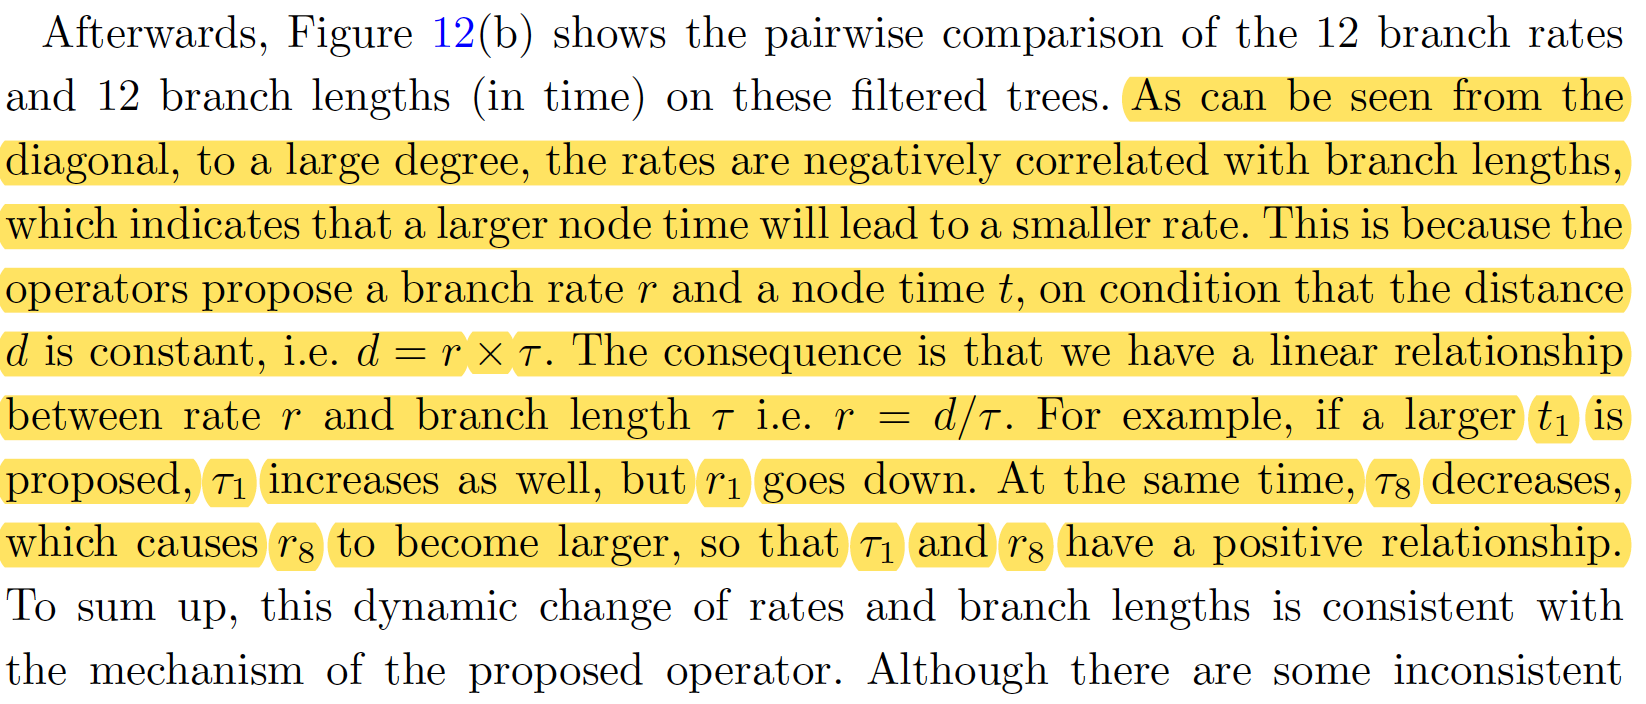 Afterwards, Figure 12(b) shows the pairwise comparison of the 12 branch rates
and 12 branch lengths (in time) on these filtered trees. As can be seen from the
diagonal, to a large degree, the rates are negatively correlated with branch lengths,
which indicates that a larger node time will lead to a smaller rate. This is because the
operators propose a branch rate r and a node time t, on condition that the distance
d is constant, i.e. d = r × τ. The consequence is that we have a linear relationship
between rate r and branch length τ i.e. r = d/τ. For example, if a larger t₁ is
proposed, τ₁ increases as well, but r₁ goes down. At the same time, τ₈ decreases,
which causes r₈ to become larger, so that τ₁ and r₈ have a positive relationship.
To sum up, this dynamic change of rates and branch lengths is consistent with
the mechanism of the proposed operator. Although there are some inconsistent